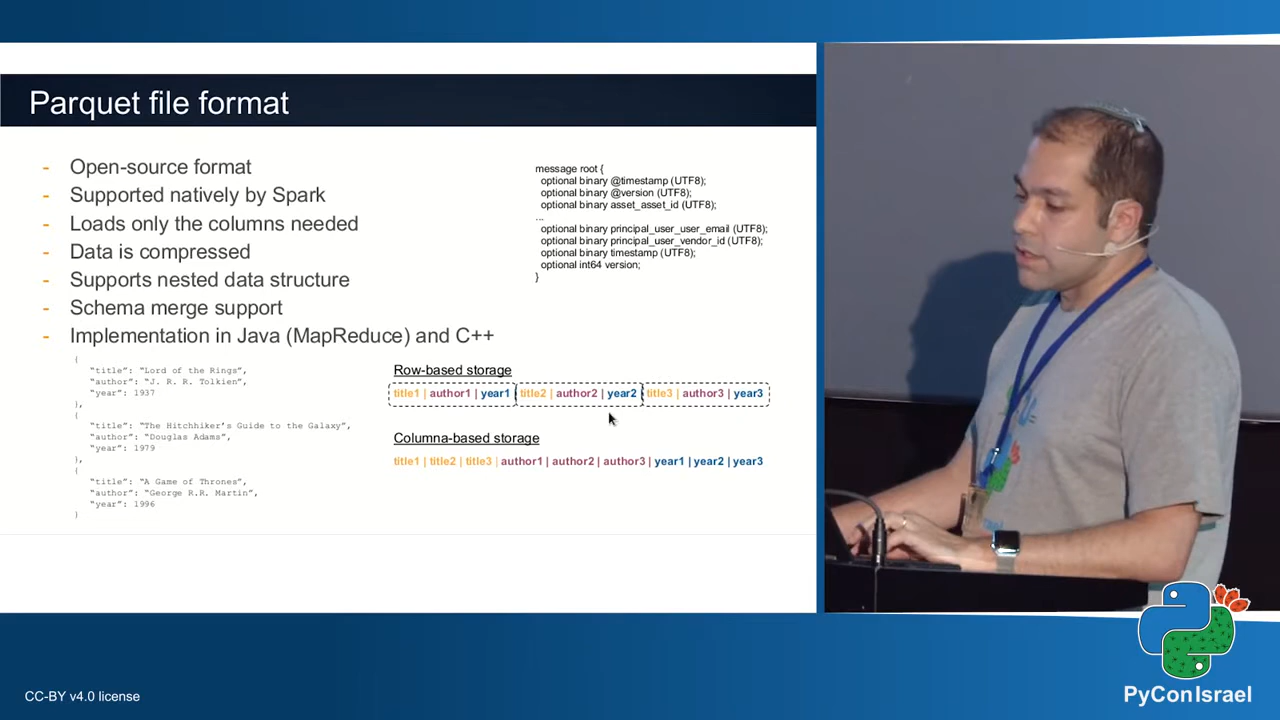 Parquet file format
- Open-source format
- Supported natively by Spark
- Loads only the columns needed
- Data is compressed
- Supports nested data structure
- Schema merge support
- Implementation in Java (MapReduce) and C++
message root {
optional binary @timestamp (UTF8);
optional binary @version (UTF8);
optional binary asset_asset_id (UTF8);
...
optional binary principal_user_user_email (UTF8);
optional binary principal_user_vendor_id (UTF8);
optional binary timestamp (UTF8);
optional int64 version;
}
{
"title": "Lord of the Rings",
"author": "J. R. R. Tolkien",
"year": 1937
},
{
"title": "The Hitchhiker's Guide to the Galaxy",
"author": "Douglas Adams",
"year": 1979
},
{
"title": "A Game of Thrones",
"author": "George R.R. Martin",
"year": 1996
}
Row-based storage
title1 | author1 | year1 title2 | author2 | year2 title3 | author3 | year3
Columna-based storage
title1 | title2 | title3 | author1 | author2 | author3 | year1 | year2 | year3
CC-BY v4.0 license
PyConIsrael